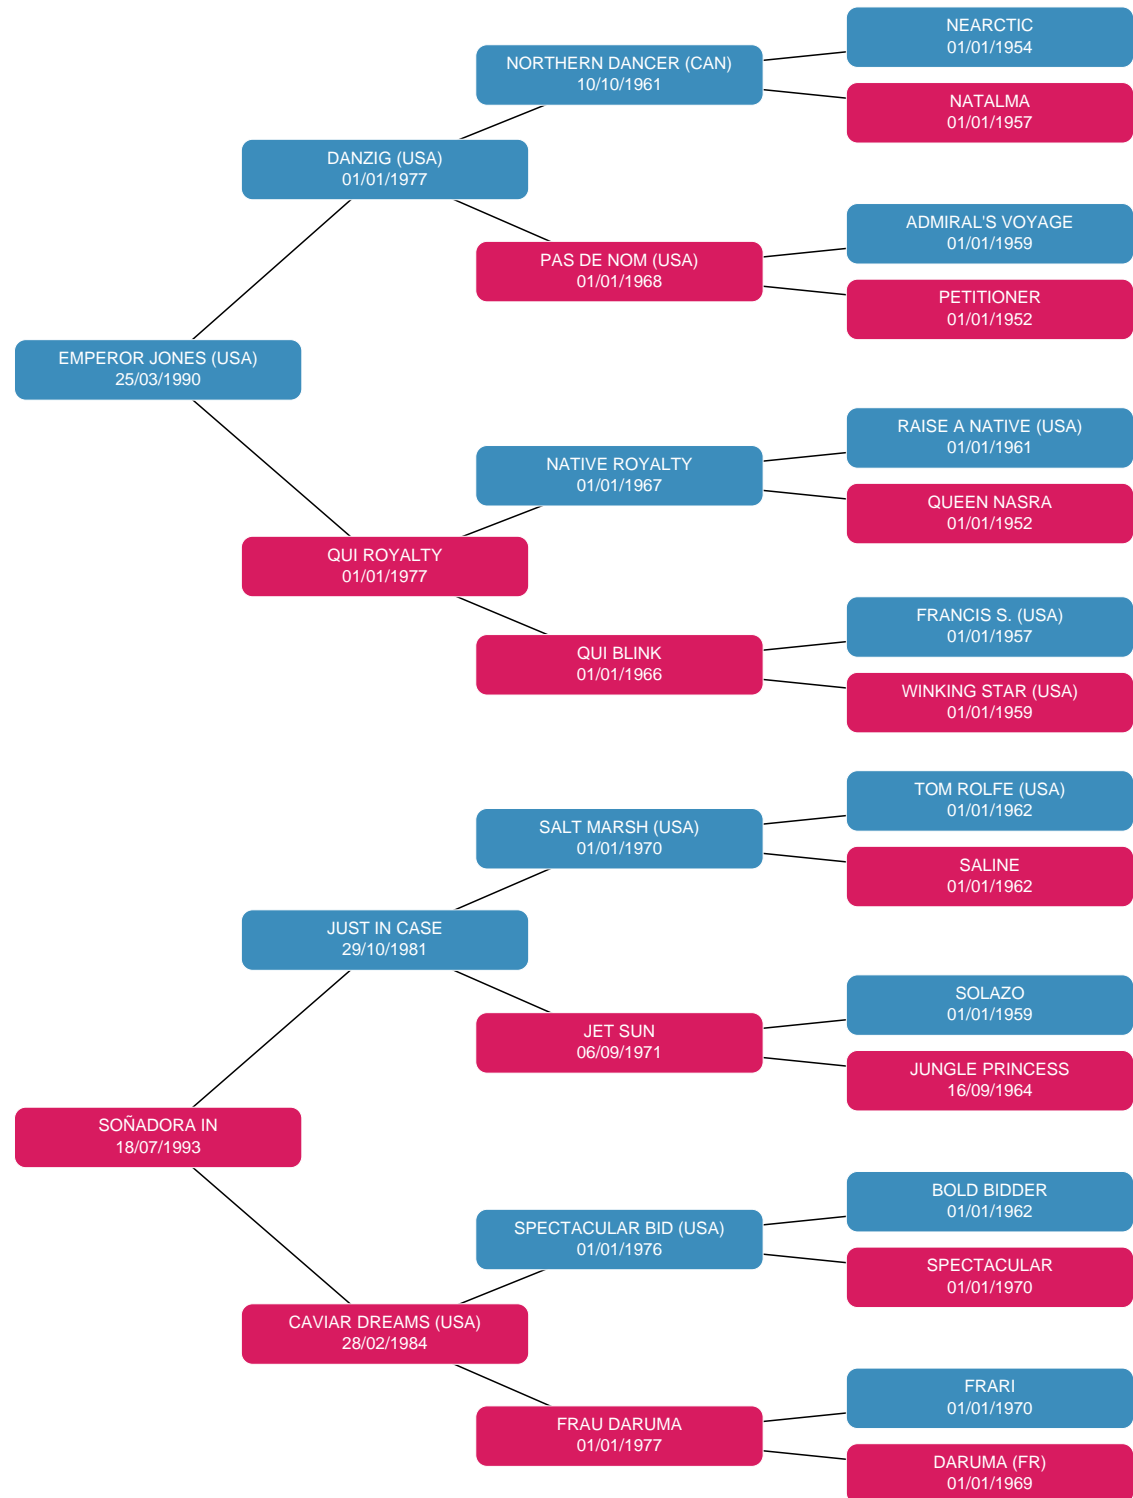 NEARCTIC
01/01/1954
NORTHERN DANCER (CAN)
10/10/1961
NATALMA
01/01/1957
DANZIG (USA)
01/01/1977
ADMIRAL'S VOYAGE
01/01/1959
PAS DE NOM (USA)
01/01/1968
PETITIONER
01/01/1952
EMPEROR JONES (USA)
25/03/1990
RAISE A NATIVE (USA)
01/01/1961
NATIVE ROYALTY
01/01/1967
QUEEN NASRA
01/01/1952
QUI ROYALTY
01/01/1977
FRANCIS S. (USA)
01/01/1957
QUI BLINK
01/01/1966
WINKING STAR (USA)
01/01/1959
TOM ROLFE (USA)
01/01/1962
SALT MARSH (USA)
01/01/1970
SALINE
01/01/1962
JUST IN CASE
29/10/1981
SOLAZO
01/01/1959
JET SUN
06/09/1971
JUNGLE PRINCESS
16/09/1964
SOÑADORA IN
18/07/1993
BOLD BIDDER
01/01/1962
SPECTACULAR BID (USA)
01/01/1976
SPECTACULAR
01/01/1970
CAVIAR DREAMS (USA)
28/02/1984
FRARI
01/01/1970
FRAU DARUMA
01/01/1977
DARUMA (FR)
01/01/1969